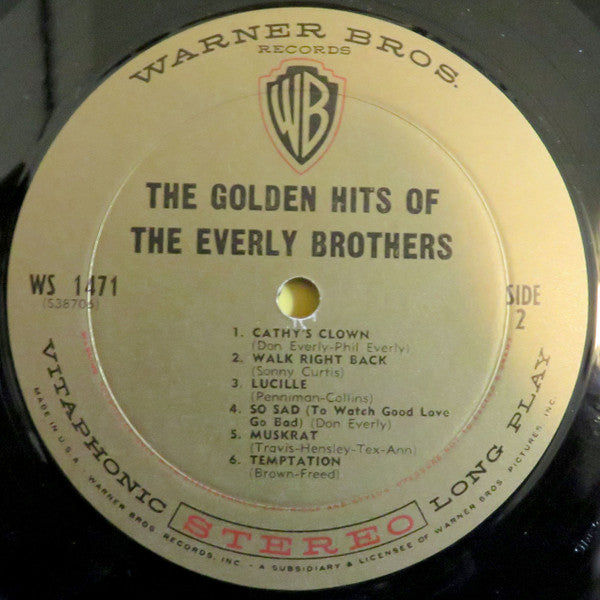 WARNER BROS.
RECORDS
WB
THE GOLDEN HITS OF
THE EVERLY BROTHERS
WS 1471
(S38706)
SIDE
2
1. CATHY'S CLOWN
(Don Everly-Phil Everly)
2. WALK RIGHT BACK
(Sonny Curtis)
3. LUCILLE
(Penniman-Collins)
4. SO SAD (To Watch Good Love
Go Bad) (Don Everly)
5. MUSKRAT
(Travis-Hensley-Tex-Ann)
6. TEMPTATION
(Brown-Freed)
VITAPHONIC STEREO LONG PLAY
MADE IN U.S.A. WARNER BROS. RECORDS, INC. - A SUBSIDIARY & LICENSEE OF WARNER BROS. PICTURES, INC.